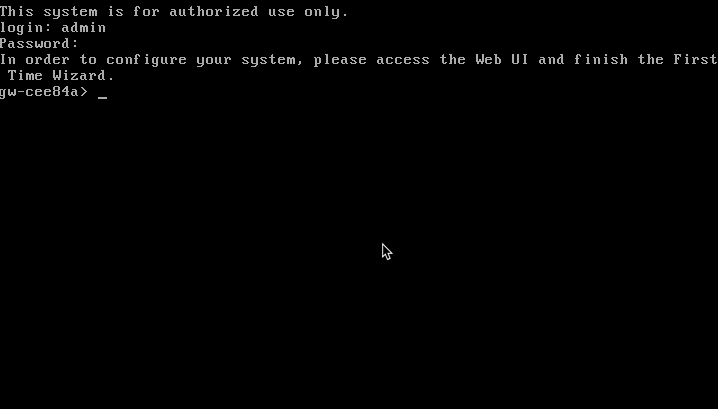 This system is for authorized use only.
login: admin
Password:
In order to configure your system, please access the Web UI and finish the First
 Time Wizard.
gw-cee84a> _